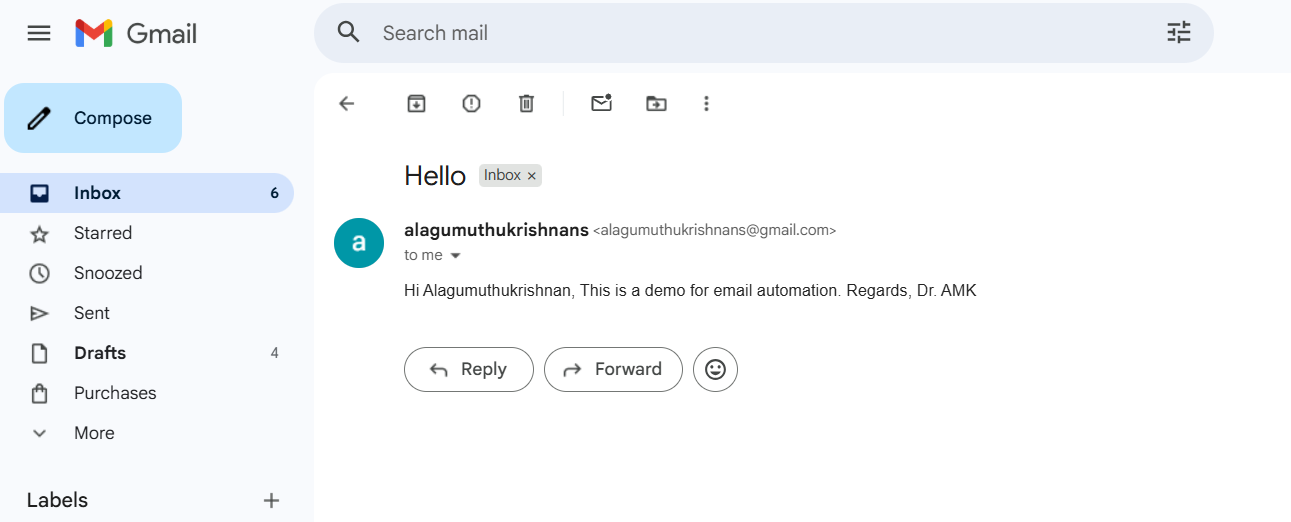 Gmail
Search mail
Compose
Inbox 6
Starred
Snoozed
Sent
Drafts 4
Purchases
More
Labels
Hello Inbox ×
a
alagumuthukrishnans <alagumuthukrishnans@gmail.com>
to me
Hi Alagumuthukrishnan, This is a demo for email automation. Regards, Dr. AMK
Reply Forward